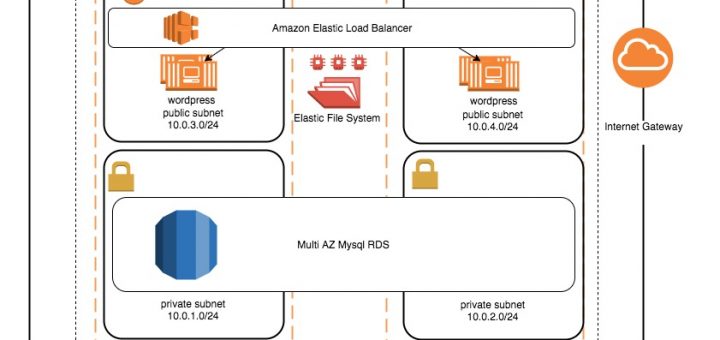 Amazon Elastic Load Balancer
wordpress
public subnet
10.0.3.0/24
Elastic File System
wordpress
public subnet
10.0.4.0/24
Internet Gateway
Multi AZ Mysql RDS
private subnet
10.0.1.0/24
private subnet
10.0.2.0/24